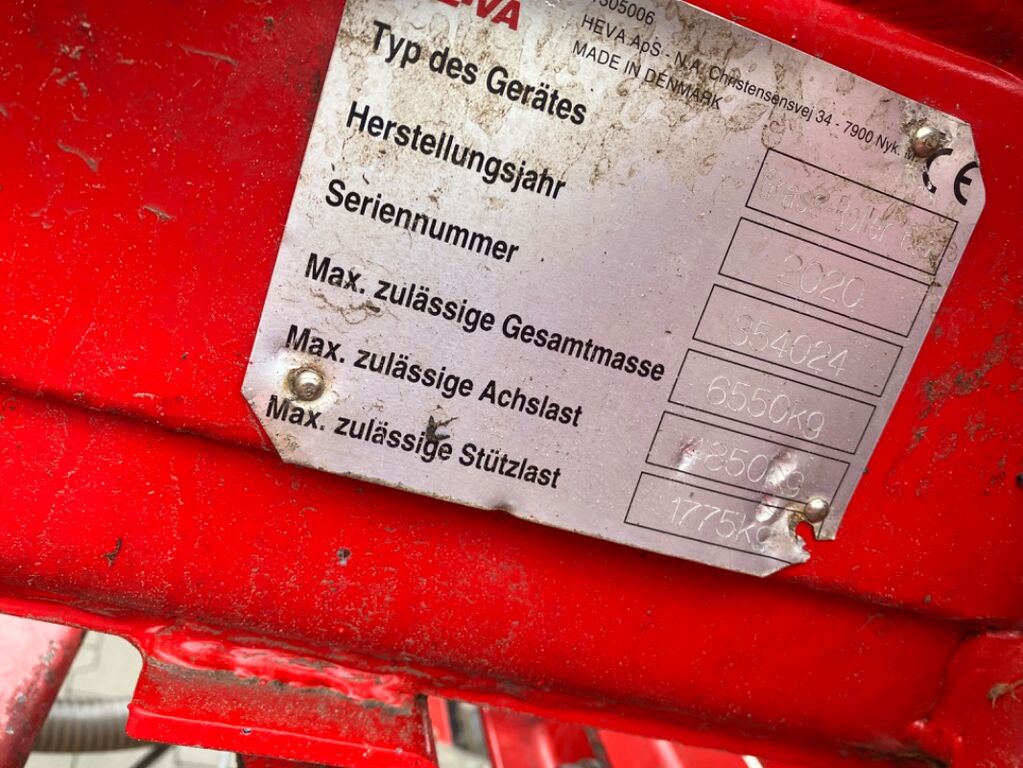 HEVA
HEVA ApS - N.A. Christensensvej 34 - 7900 Nyk.
MADE IN DENMARK
CE
Typ des Gerätes
Herstellungsjahr 2020
Seriennummer 354024
Max. zulässige Gesamtmasse 6550kg
Max. zulässige Achslast 4850kg
Max. zulässige Stützlast 1775kg